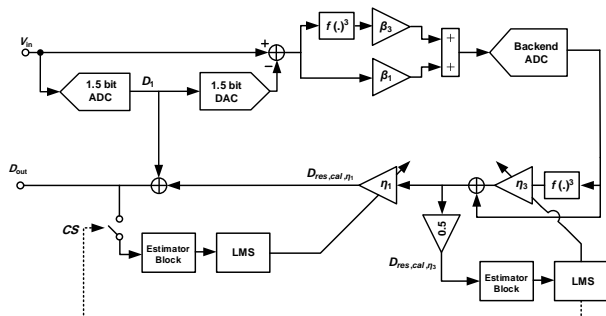 V_in
1.5 bit
ADC
D_1
1.5 bit
DAC
+
−
f (.)^3
β_3
β_1
+
+
Backend
ADC
D_out
D_res,cal,η_1
η_1
η_3
f (.)^3
CS
Estimator
Block
LMS
0.5
D_res,cal,η_3
Estimator
Block
LMS